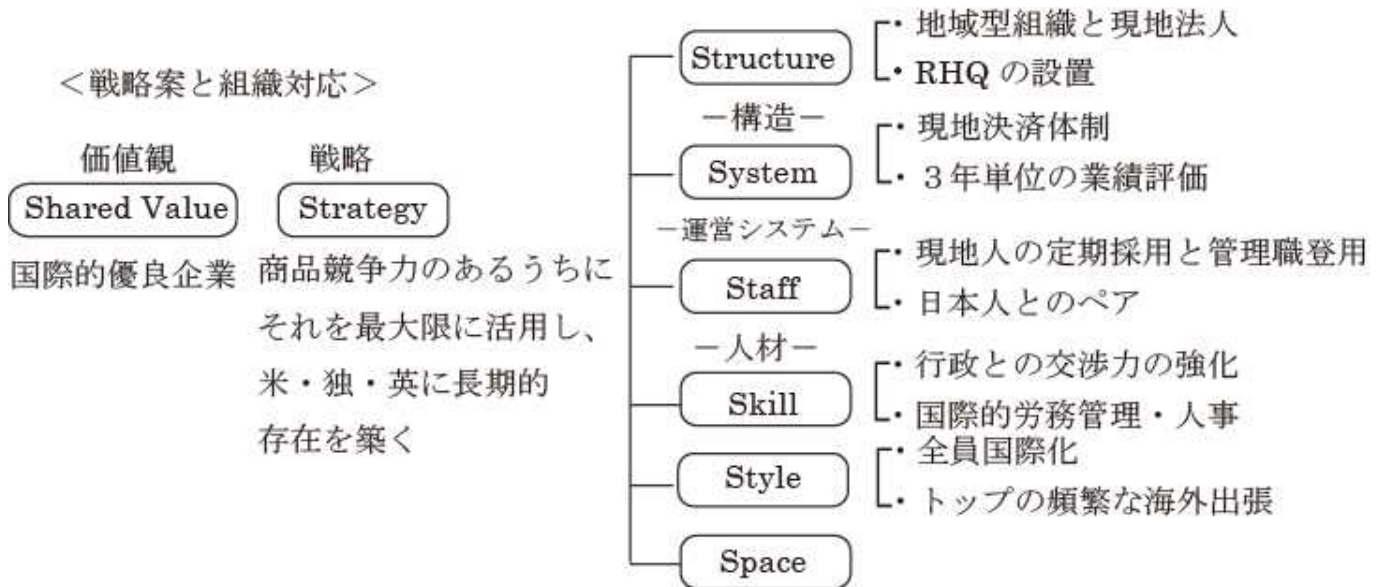 ＜戦略案と組織対応＞
価値観
Shared Value
国際的優良企業
戦略
Strategy
商品競争力のあるうちに
それを最大限に活用し、
米・独・英に長期的
存在を築く
Structure
・地域型組織と現地法人
・RHQ の設置
－構造－
System
・現地決済体制
・３年単位の業績評価
－運営システム－
Staff
・現地人の定期採用と管理職登用
・日本人とのペア
－人材－
Skill
・行政との交渉力の強化
・国際的労務管理・人事
Style
・全員国際化
・トップの頻繁な海外出張
Space